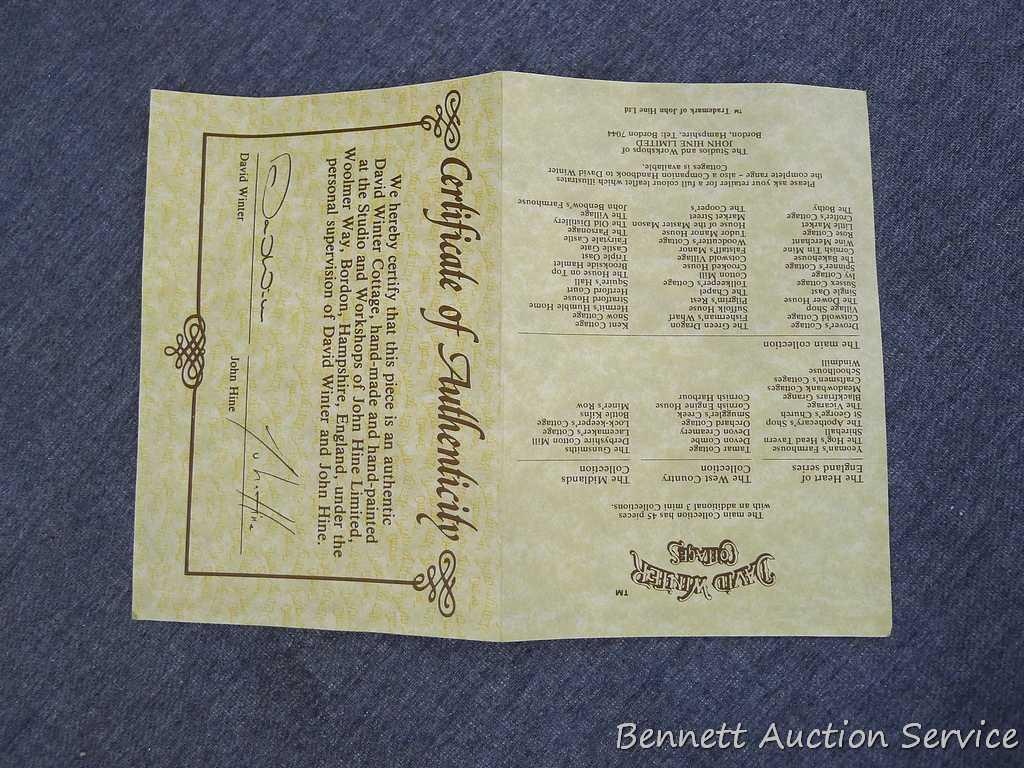 Certificate of Authenticity
We hereby certify that this piece is an authentic
David Winter Cottage, hand-made and hand-painted
at the Studio and Workshops of John Hine Limited,
Woolmer Way, Bordon, Hampshire, England, under the
personal supervision of David Winter and John Hine.
David Winter
John Hine
DAVID WINTER
COTTAGES
TM
The main Collection has 45 pieces
with an additional 3 mini Collections.
The Heart of
England series
Yeoman Farmhouse
The Hog's Head Tavern
Shirehall
The Apothecary Shop
St George's Church
The Vicarage
Blackfriars Grange
Meadowbank Cottages
Craftsmen's Cottages
Schoolhouse
Windmill
The West Country
Collection
Tamar Cottage
Devon Combe
Devon Creamery
Orchard Cottage
Smuggler's Creek
Cornish Engine House
Cornish Harbour
The Midlands
Collection
The Gunsmiths
Derbyshire Cotton Mill
Lacemaker's Cottage
Lock-keeper's Cottage
Bottle Kilns
Miner's Row
The main collection
Drover's Cottage
Cotswold Cottage
Village Shop
The Dower House
Single Oast
Sussex Cottage
Ivy Cottage
Spinner's Cottage
The Bakehouse
Cornish Tin Mine
Wine Merchant
Rose Cottage
Little Market
Crofter's Cottage
The Bothy
The Green Dragon
Fisherman's Wharf
Suffolk House
Pilgrim's Rest
The Chapel
Tollkeeper's Cottage
Cotton Mill
Crooked House
Cotswold Village
Falstaff's Manor
Woodcutter's Cottage
Tudor Manor House
House of the Master Mason
Market Street
The Cooper's
Kent Cottage
Snow Cottage
Hermit's Humble Home
Stratford House
Hertford Court
Squire's Hall
The House on Top
Brookside Hamlet
Triple Oast
Castle Gate
Fairytale Castle
The Parsonage
The Old Distillery
The Village
John Benbow's Farmhouse
Please ask your retailer for a full colour leaflet which illustrates
the complete range – also a Companion Handbook to David Winter
Cottages is available.
The Studios and Workshops of
JOHN HINE LIMITED
Bordon, Hampshire. Tel: Bordon 7044
™ Trademark of John Hine Ltd
Bennett Auction Service